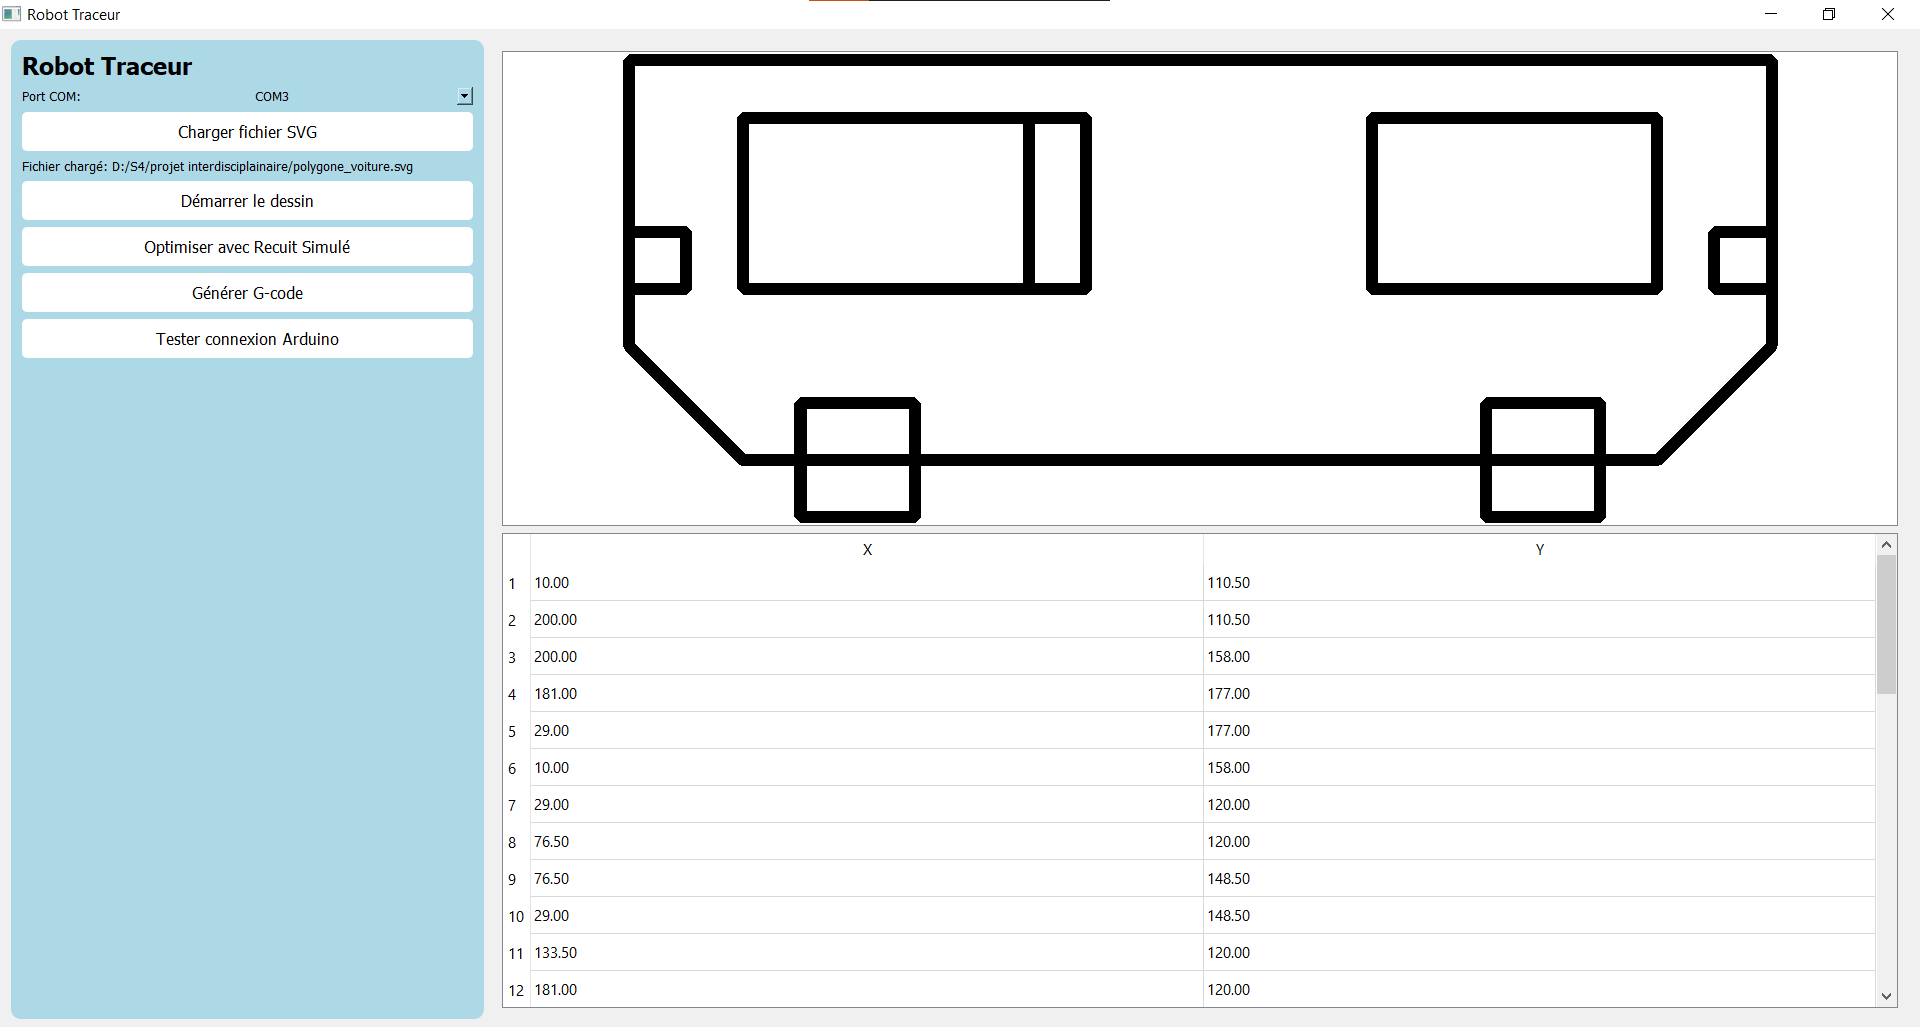 Robot Traceur
Robot Traceur
Port COM: COM3
Charger fichier SVG
Fichier chargé: D:/S4/projet interdisciplainaire/polygone_voiture.svg
Démarrer le dessin
Optimiser avec Recuit Simulé
Générer G-code
Tester connexion Arduino
X Y
1 10.00 110.50
2 200.00 110.50
3 200.00 158.00
4 181.00 177.00
5 29.00 177.00
6 10.00 158.00
7 29.00 120.00
8 76.50 120.00
9 76.50 148.50
10 29.00 148.50
11 133.50 120.00
12 181.00 120.00